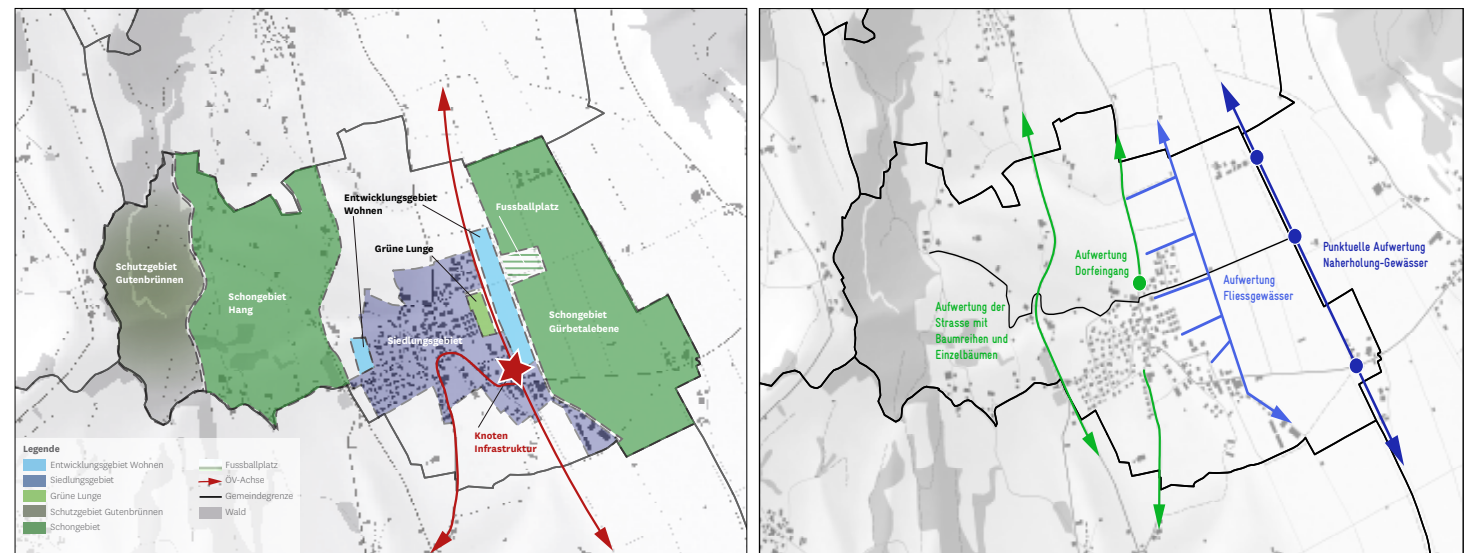 Entwicklungsgebiet
Wohnen
Fussballplatz
Grüne Lunge
Schutzgebiet
Gutenbrünnen
Schongebiet
Hang
Schongebiet
Gürbetalebene
Siedlungsgebiet
Knoten
Infrastruktur
Legende
Entwicklungsgebiet Wohnen
Siedlungsgebiet
Grüne Lunge
Schutzgebiet Gutenbrünnen
Schongebiet
Fussballplatz
ÖV-Achse
Gemeindegrenze
Wald
Aufwertung
Dorfeingang
Punktuelle Aufwertung
Naherholung-Gewässer
Aufwertung
Fliessgewässer
Aufwertung der
Strasse mit
Baumreihen und
Einzelbäumen